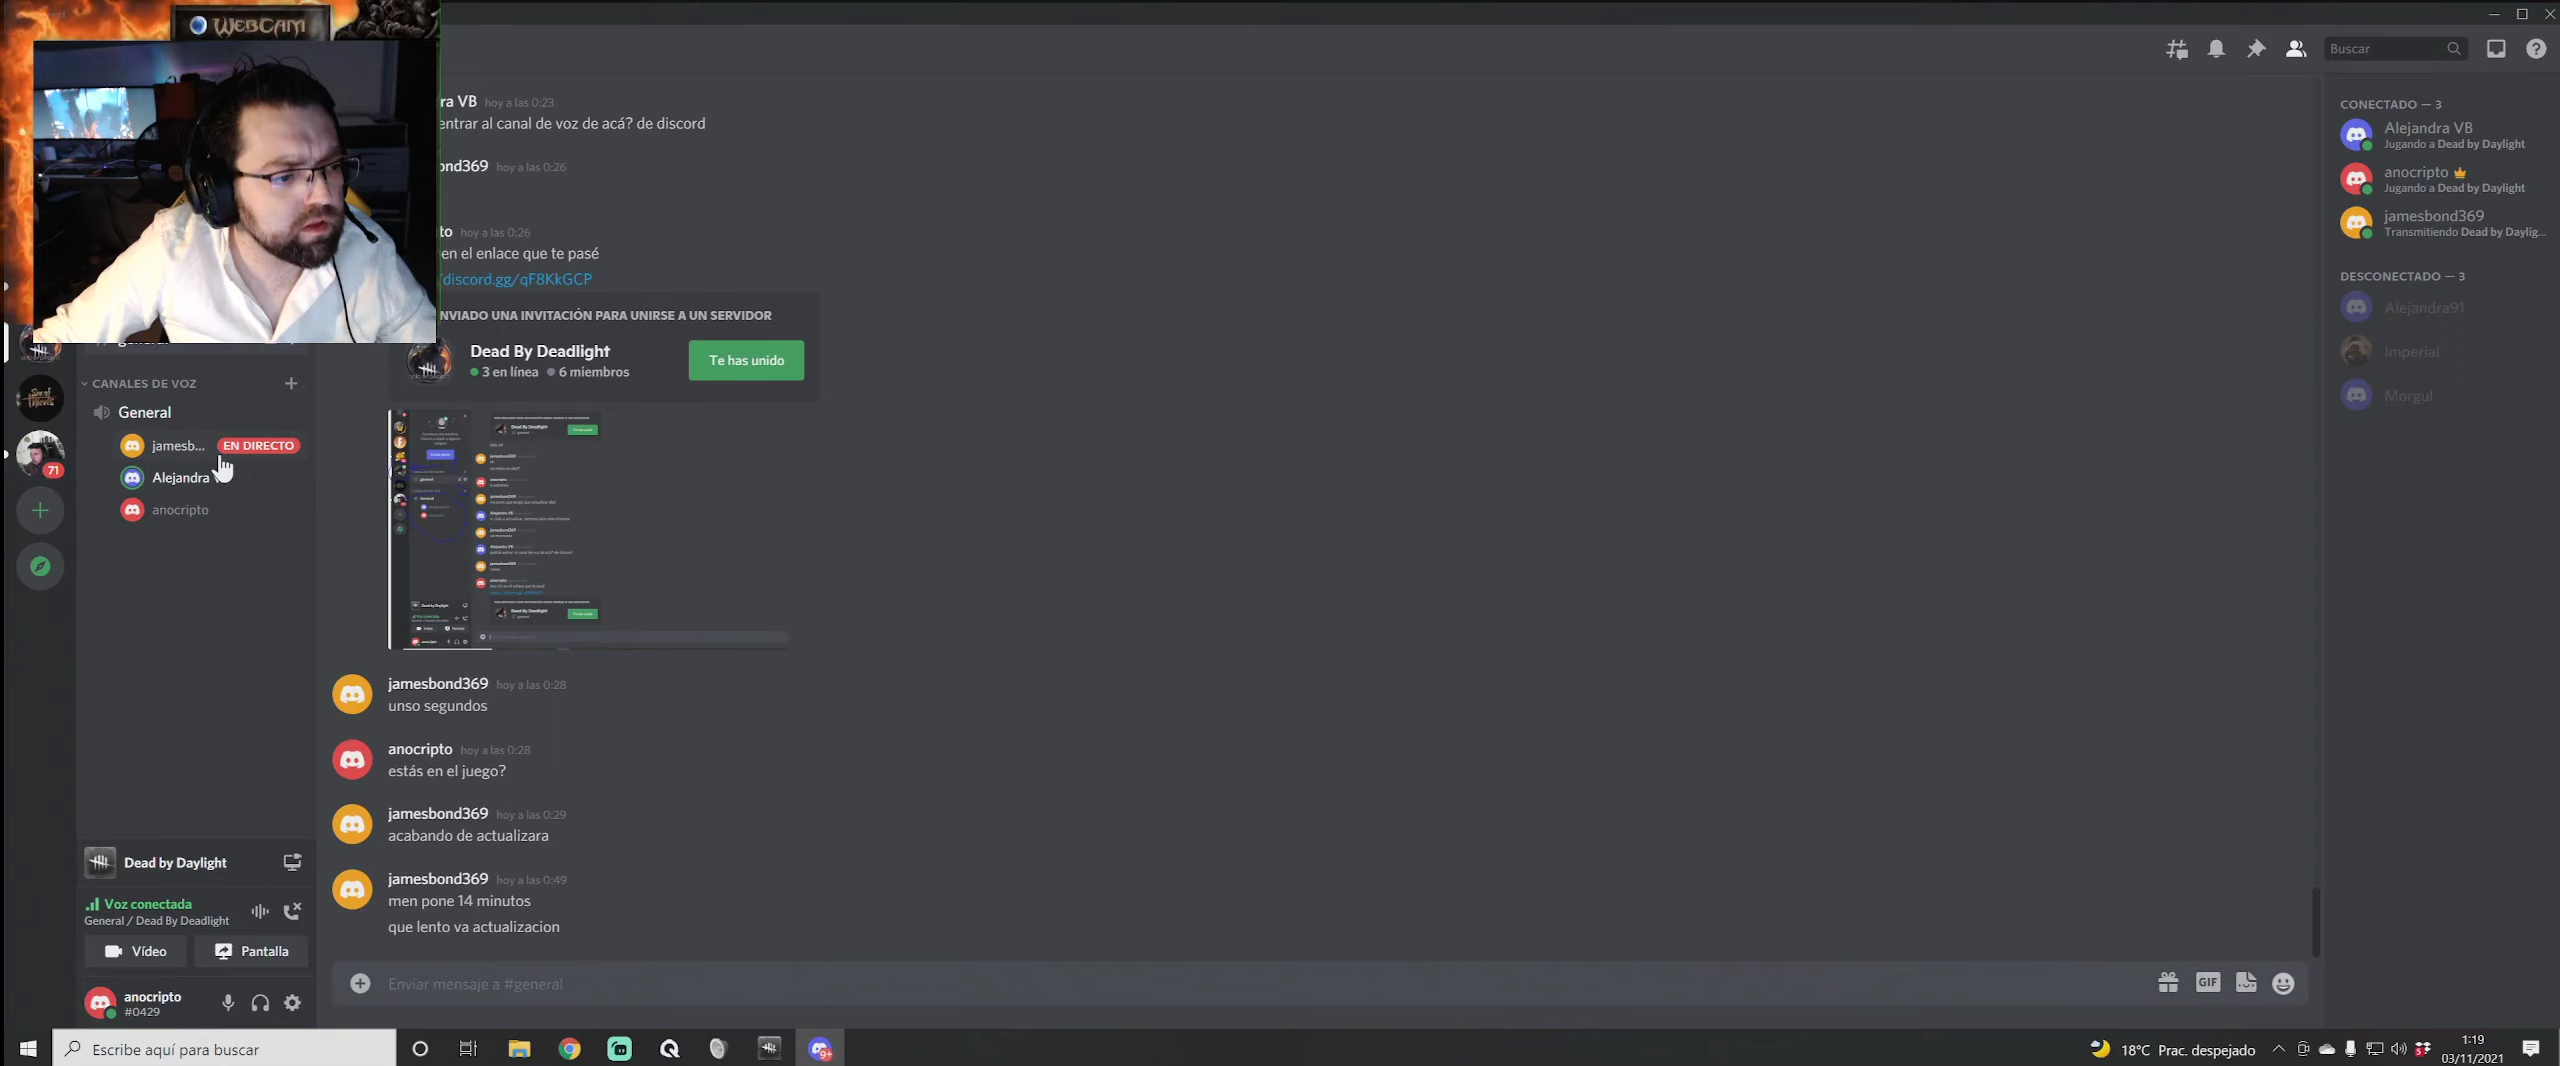 WEBCAM
Buscar
ra VB hoy a las 0:23
entrar al canal de voz de acá? de discord
nd369 hoy a las 0:26
to hoy a las 0:26
en el enlace que te pasé
/discord.gg/qF8KkGCP
NVIADO UNA INVITACIÓN PARA UNIRSE A UN SERVIDOR
Dead By Deadlight
3 en línea 6 miembros
Te has unido
CANALES DE VOZ
General
jamesb... EN DIRECTO
Alejandra
anocripto
71
jamesbond369 hoy a las 0:28
unso segundos
anocripto hoy a las 0:28
estás en el juego?
jamesbond369 hoy a las 0:29
acabando de actualizara
jamesbond369 hoy a las 0:49
men pone 14 minutos
que lento va actualizacion
Enviar mensaje a #general
GIF
Dead by Daylight
Voz conectada
General / Dead By Deadlight
Vídeo
Pantalla
anocripto
#0429
CONECTADO — 3
Alejandra VB
Jugando a Dead by Daylight
anocripto
Jugando a Dead by Daylight
jamesbond369
Transmitiendo Dead by Daylig...
DESCONECTADO — 3
Alejandra91
Imperial
Morgul
Escribe aquí para buscar
9+
18°C Prac. despejado
1:19
03/11/2021